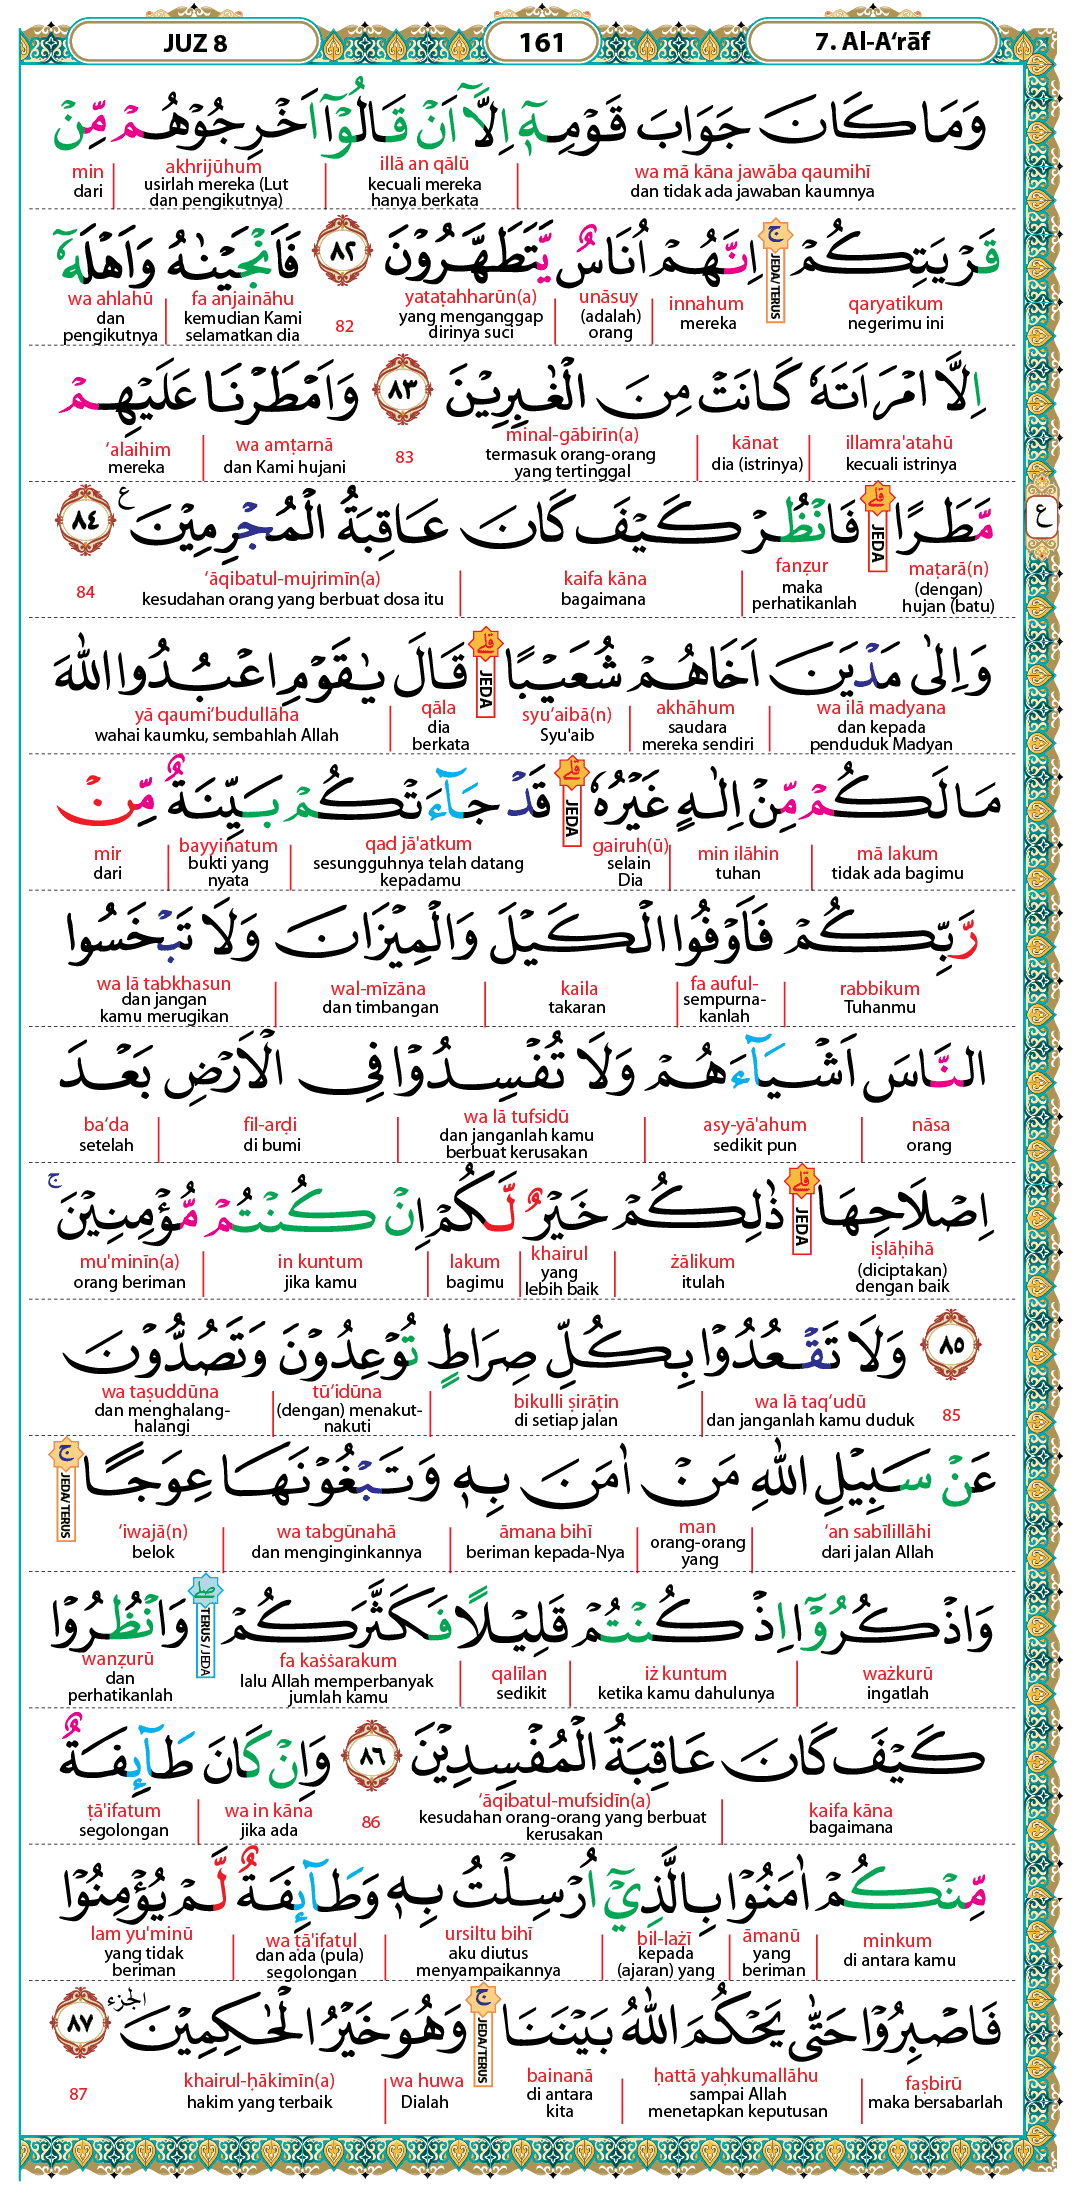 JUZ 8
161
7. Al-A‘rāf
وَمَا كَانَ جَوَابَ قَوْمِهٖٓ اِلَّآ اَنْ قَالُوْٓا اَخْرِجُوْهُمْ مِّنْ
wa mā kāna jawāba qaumihī illā an qālū akhrijūhum min
dan tidak ada jawaban kaumnya kecuali mereka hanya berkata usirlah mereka (Lut dan pengikutnya) dari
قَرْيَتِكُمْۚ اِنَّهُمْ اُنَاسٌ يَّتَطَهَّرُوْنَ ٨٢ فَاَنْجَيْنٰهُ وَاَهْلَهٗٓ
JEDA/TERUS
qaryatikum innahum unāsuy yataṭahharūn(a) 82 fa anjaināhu wa ahlahū
negerimu ini mereka (adalah) orang yang menganggap dirinya suci kemudian Kami selamatkan dia dan pengikutnya
اِلَّا امْرَاَتَهٗ كَانَتْ مِنَ الْغٰبِرِيْنَ ٨٣ وَاَمْطَرْنَا عَلَيْهِمْ
illamra'atahū kānat minal-gābirīn(a) 83 wa amṭarnā ‘alaihim
kecuali istrinya dia (istrinya) termasuk orang-orang yang tertinggal dan Kami hujani mereka
مَّطَرًاۗ فَانْظُرْ كَيْفَ كَانَ عَاقِبَةُ الْمُجْرِمِيْنَ ࣖ ٨٤
ع
JEDA
maṭarā(n) fanẓur kaifa kāna ‘āqibatul-mujrimīn(a) 84
(dengan) hujan (batu) maka perhatikanlah bagaimana kesudahan orang yang berbuat dosa itu
وَاِلٰى مَدْيَنَ اَخَاهُمْ شُعَيْبًاۗ قَالَ يٰقَوْمِ اعْبُدُوا اللّٰهَ
JEDA
wa ilā madyana akhāhum syu‘aibā(n) qāla yā qaumi‘budullāha
dan kepada penduduk Madyan saudara mereka sendiri Syu'aib dia berkata wahai kaumku, sembahlah Allah
مَا لَكُمْ مِّنْ اِلٰهٍ غَيْرُهٗۗ قَدْ جَاۤءَتْكُمْ بَيِّنَةٌ مِّنْ
JEDA
mā lakum min ilāhin gairuh(ū) qad jā'atkum bayyinatum mir
tidak ada bagimu tuhan selain Dia sesungguhnya telah datang kepadamu bukti yang nyata dari
رَّبِّكُمْ فَاَوْفُوا الْكَيْلَ وَالْمِيْزَانَ وَلَا تَبْخَسُوا
rabbikum fa auful- kaila wal-mīzāna wa lā tabkhasun
Tuhanmu sempurna-kanlah takaran dan timbangan dan jangan kamu merugikan
النَّاسَ اَشْيَاۤءَهُمْ وَلَا تُفْسِدُوْا فِى الْاَرْضِ بَعْدَ
nāsa asy-yā'ahum wa lā tufsidū fil-arḍi ba‘da
orang sedikit pun dan janganlah kamu berbuat kerusakan di bumi setelah
اِصْلَاحِهَاۗ ذٰلِكُمْ خَيْرٌ لَّكُمْ اِنْ كُنْتُمْ مُّؤْمِنِيْنَۚ
JEDA
iṣlāḥihā żālikum khairul lakum in kuntum mu'minīn(a)
(diciptakan) dengan baik itulah yang lebih baik bagimu jika kamu orang beriman
٨٥ وَلَا تَقْعُدُوْا بِكُلِّ صِرَاطٍ تُوْعِدُوْنَ وَتَصُدُّوْنَ
85 wa lā taq‘udū bikulli ṣirāṭin tū‘idūna wa taṣuddūna
dan janganlah kamu duduk di setiap jalan (dengan) menakut-nakuti dan menghalang-halangi
عَنْ سَبِيْلِ اللّٰهِ مَنْ اٰمَنَ بِهٖ وَتَبْغُوْنَهَا عِوَجًاۚ
JEDA/TERUS
‘an sabīlillāhi man āmana bihī wa tabgūnahā ‘iwajā(n)
dari jalan Allah orang-orang yang beriman kepada-Nya dan menginginkannya belok
وَاذْكُرُوْٓا اِذْ كُنْتُمْ قَلِيْلًا فَكَثَّرَكُمْۖ وَانْظُرُوْا
TERUS/JEDA
ważkurū iż kuntum qalīlan fa kaṡṡarakum wanẓurū
ingatlah ketika kamu dahulunya sedikit lalu Allah memperbanyak jumlah kamu dan perhatikanlah
كَيْفَ كَانَ عَاقِبَةُ الْمُفْسِدِيْنَ ٨٦ وَاِنْ كَانَ طَاۤىِٕفَةٌ
kaifa kāna ‘āqibatul-mufsidīn(a) 86 wa in kāna ṭā'ifatum
bagaimana kesudahan orang-orang yang berbuat kerusakan jika ada segolongan
مِّنْكُمْ اٰمَنُوْا بِالَّذِيْٓ اُرْسِلْتُ بِهٖ وَطَاۤىِٕفَةٌ لَّمْ يُؤْمِنُوْا
minkum āmanū bil-lażī ursiltu bihī wa ṭā'ifatul lam yu'minū
di antara kamu yang beriman kepada (ajaran) yang aku diutus menyampaikannya dan ada (pula) segolongan yang tidak beriman
فَاصْبِرُوْا حَتّٰى يَحْكُمَ اللّٰهُ بَيْنَنَاۚ وَهُوَ خَيْرُ الْحٰكِمِيْنَ الجزء ٨٧
JEDA/TERUS
faṣbirū ḥattā yaḥkumallāhu bainanā wa huwa khairul-ḥākimīn(a) 87
maka bersabarlah sampai Allah menetapkan keputusan di antara kita Dialah hakim yang terbaik